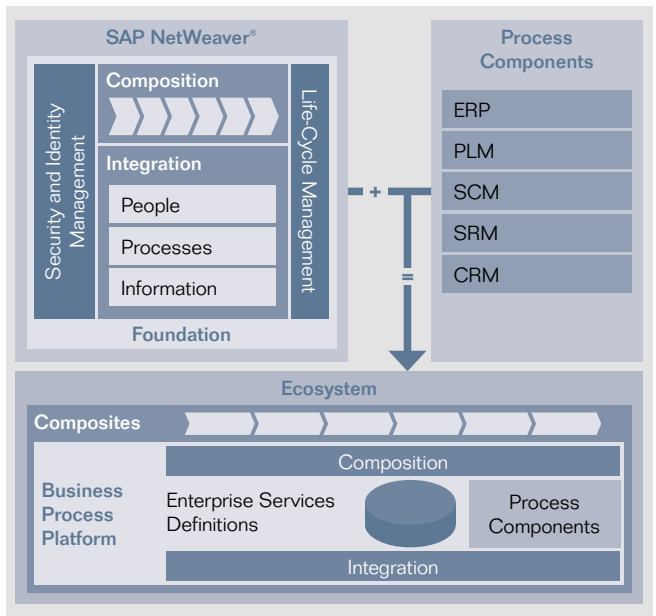 SAP NetWeaver®
Security and Identity
Management
Composition
Integration
People
Processes
Information
Life-Cycle Management
Foundation
+
=
Process
Components
ERP
PLM
SCM
SRM
CRM
Ecosystem
Composites
Business
Process
Platform
Composition
Enterprise Services
Definitions
Process
Components
Integration